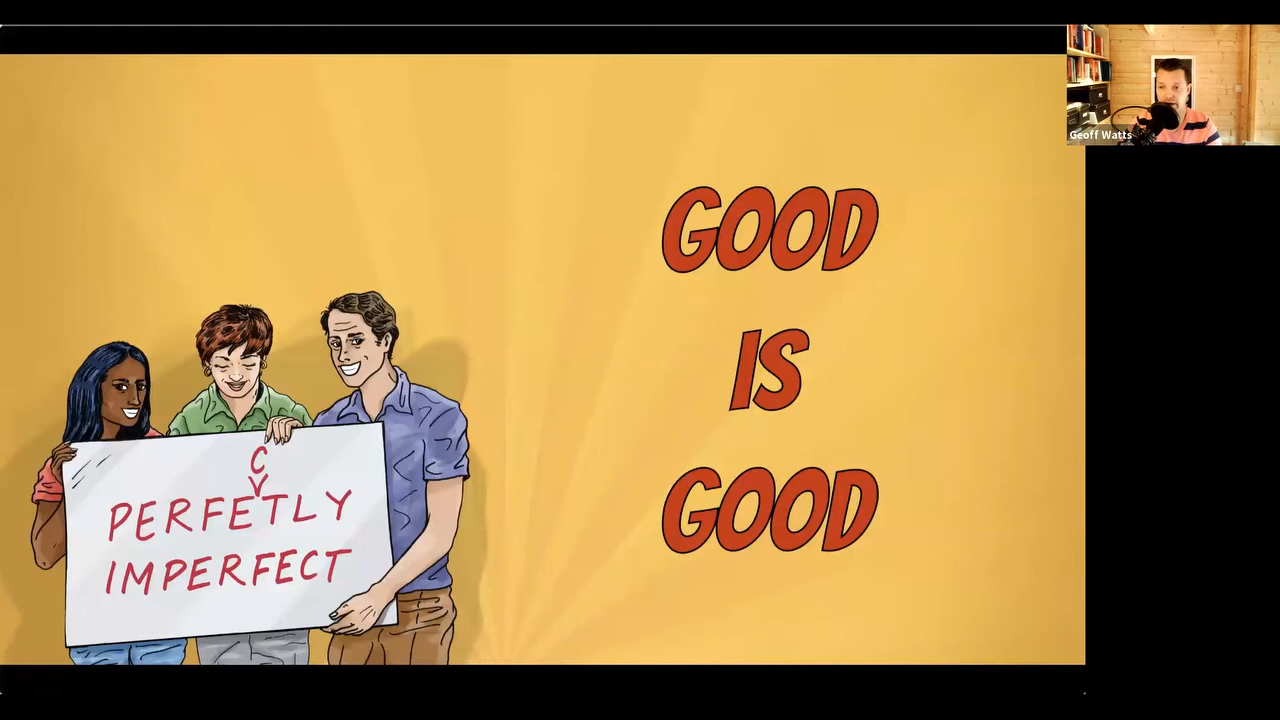 Geoff Watts
GOOD
IS
GOOD
C
PERFETLY
IMPERFECT